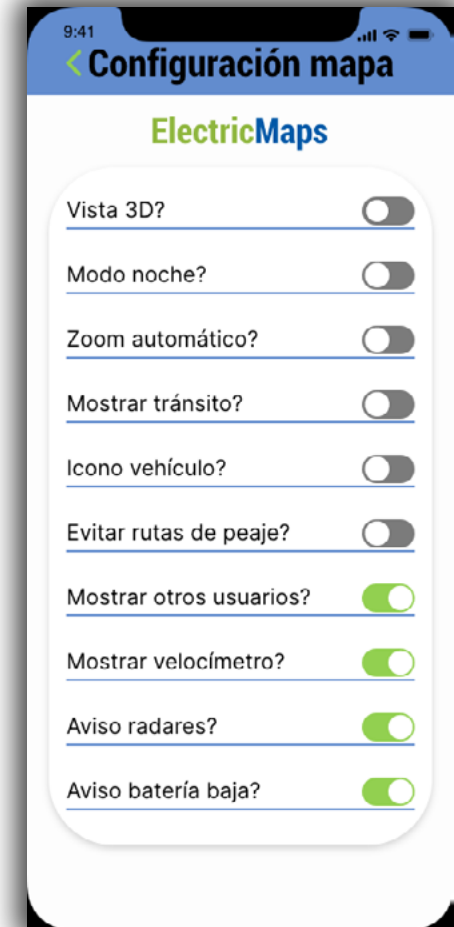 9:41
Configuración mapa
ElectricMaps
Vista 3D?
Modo noche?
Zoom automático?
Mostrar tránsito?
Icono vehículo?
Evitar rutas de peaje?
Mostrar otros usuarios?
Mostrar velocímetro?
Aviso radares?
Aviso batería baja?